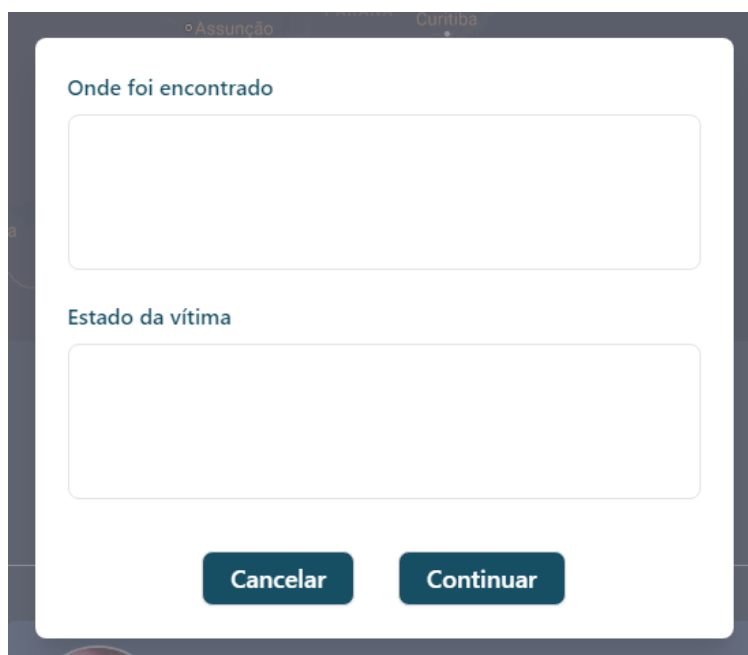 Assunção
Curitiba
Onde foi encontrado
a
Estado da vítima
Cancelar
Continuar